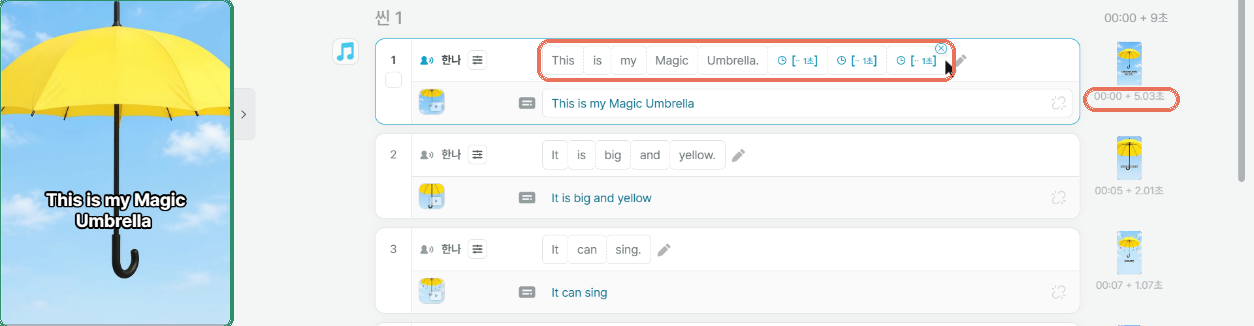 This is my Magic
Umbrella
씬 1
00:00 + 9초
1
한나
This is my Magic Umbrella. [·· 1초] [·· 1초] [·· 1초]
This is my Magic Umbrella
00:00 + 5.03초
2
한나
It is big and yellow.
It is big and yellow
00:05 + 2.01초
3
한나
It can sing.
It can sing
00:07 + 1.07초